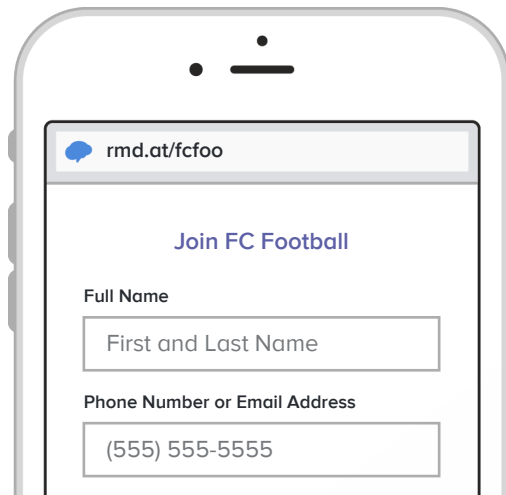 rmd.at/fcfoo
Join FC Football
Full Name
First and Last Name
Phone Number or Email Address
(555) 555-5555